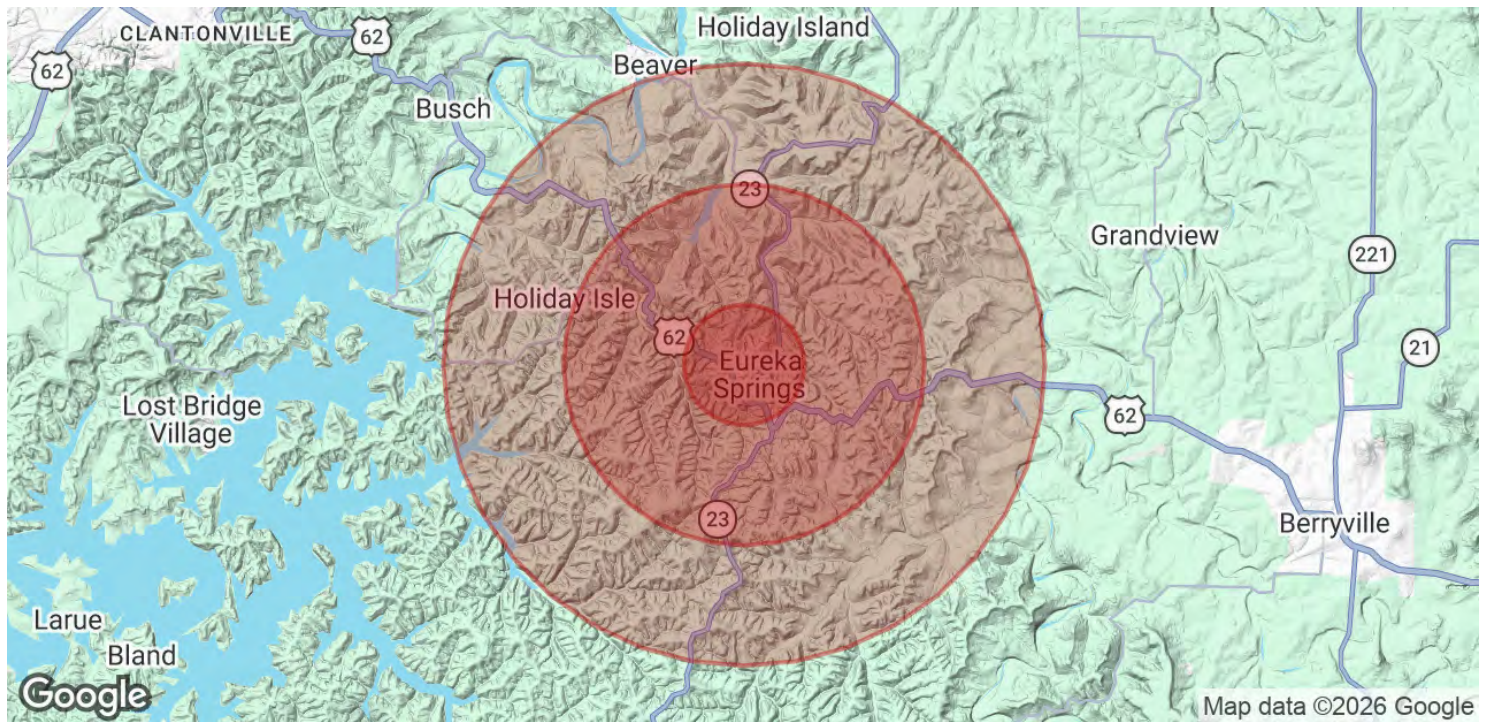 CLANTONVILLE
62
62
Holiday Island
Beaver
Busch
23
Grandview
221
Holiday Isle
62
21
Eureka
Springs
Lost Bridge
Village
62
23
Berryville
Larue
Bland
Google
Map data ©2026 Google